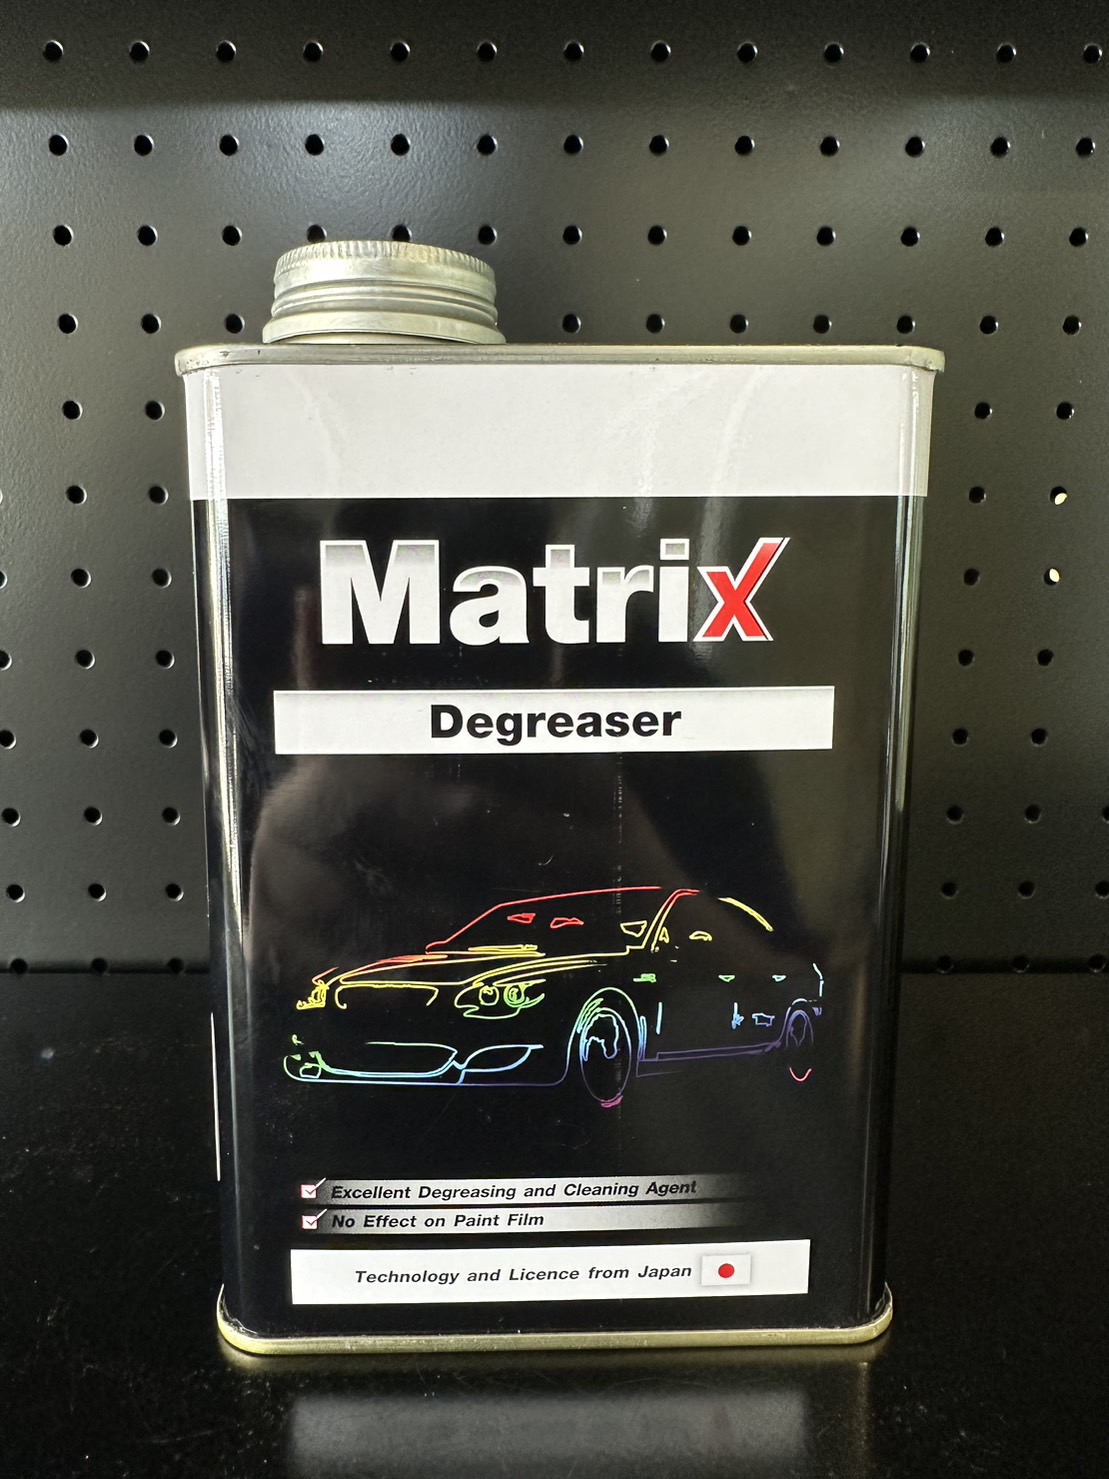 Matrix
Degreaser
Excellent Degreasing and Cleaning Agent
No Effect on Paint Film
Technology and Licence from Japan